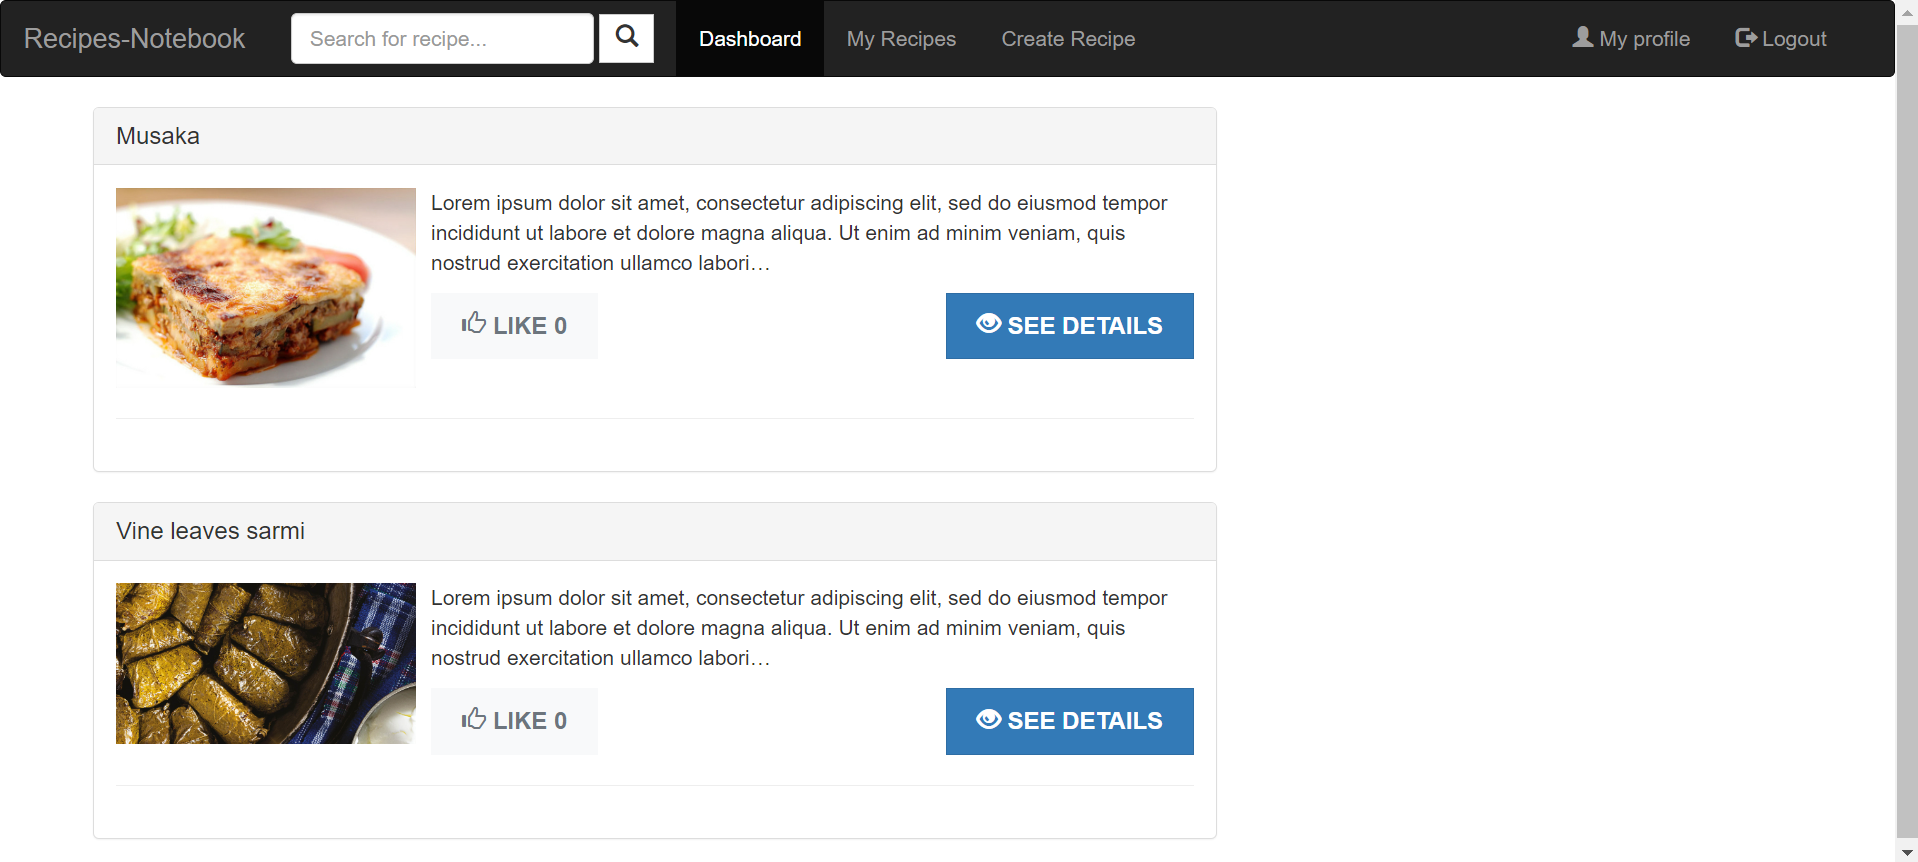 Recipes-Notebook
Search for recipe...
Dashboard
My Recipes
Create Recipe
My profile
Logout
Musaka
Lorem ipsum dolor sit amet, consectetur adipiscing elit, sed do eiusmod tempor
incididunt ut labore et dolore magna aliqua. Ut enim ad minim veniam, quis
nostrud exercitation ullamco labori…
LIKE 0
SEE DETAILS
Vine leaves sarmi
Lorem ipsum dolor sit amet, consectetur adipiscing elit, sed do eiusmod tempor
incididunt ut labore et dolore magna aliqua. Ut enim ad minim veniam, quis
nostrud exercitation ullamco labori…
LIKE 0
SEE DETAILS